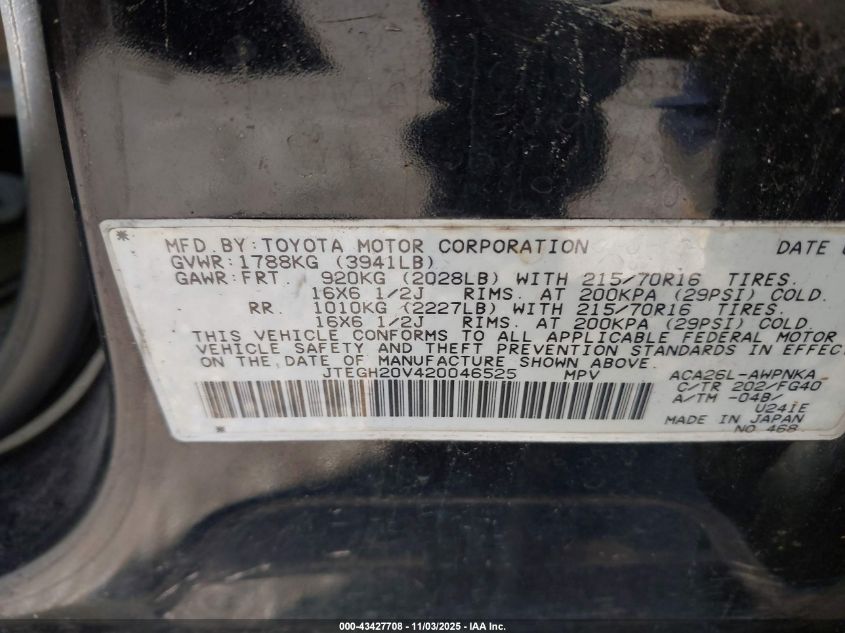 MFD. BY: TOYOTA MOTOR CORPORATION DATE
GVWR: 1788KG (3941LB)
GAWR: FRT. 920KG (2028LB) WITH 215/70R16 TIRES.
16X6 1/2J RIMS. AT 200KPA (29PSI) COLD.
RR. 1010KG (2227LB) WITH 215/70R16 TIRES.
16X6 1/2J RIMS. AT 200KPA (29PSI) COLD.
THIS VEHICLE CONFORMS TO ALL APPLICABLE FEDERAL MOTOR
VEHICLE SAFETY AND THEFT PREVENTION STANDARDS IN EFFECT
ON THE DATE OF MANUFACTURE SHOWN ABOVE.
JTEGH20V420046525 MPV ACA26L-AWPNKA
C/TR 202/FG40
A/TM -04B/
U241E
MADE IN JAPAN
NO 468
000-43427708 - 11/03/2025 - IAA Inc.